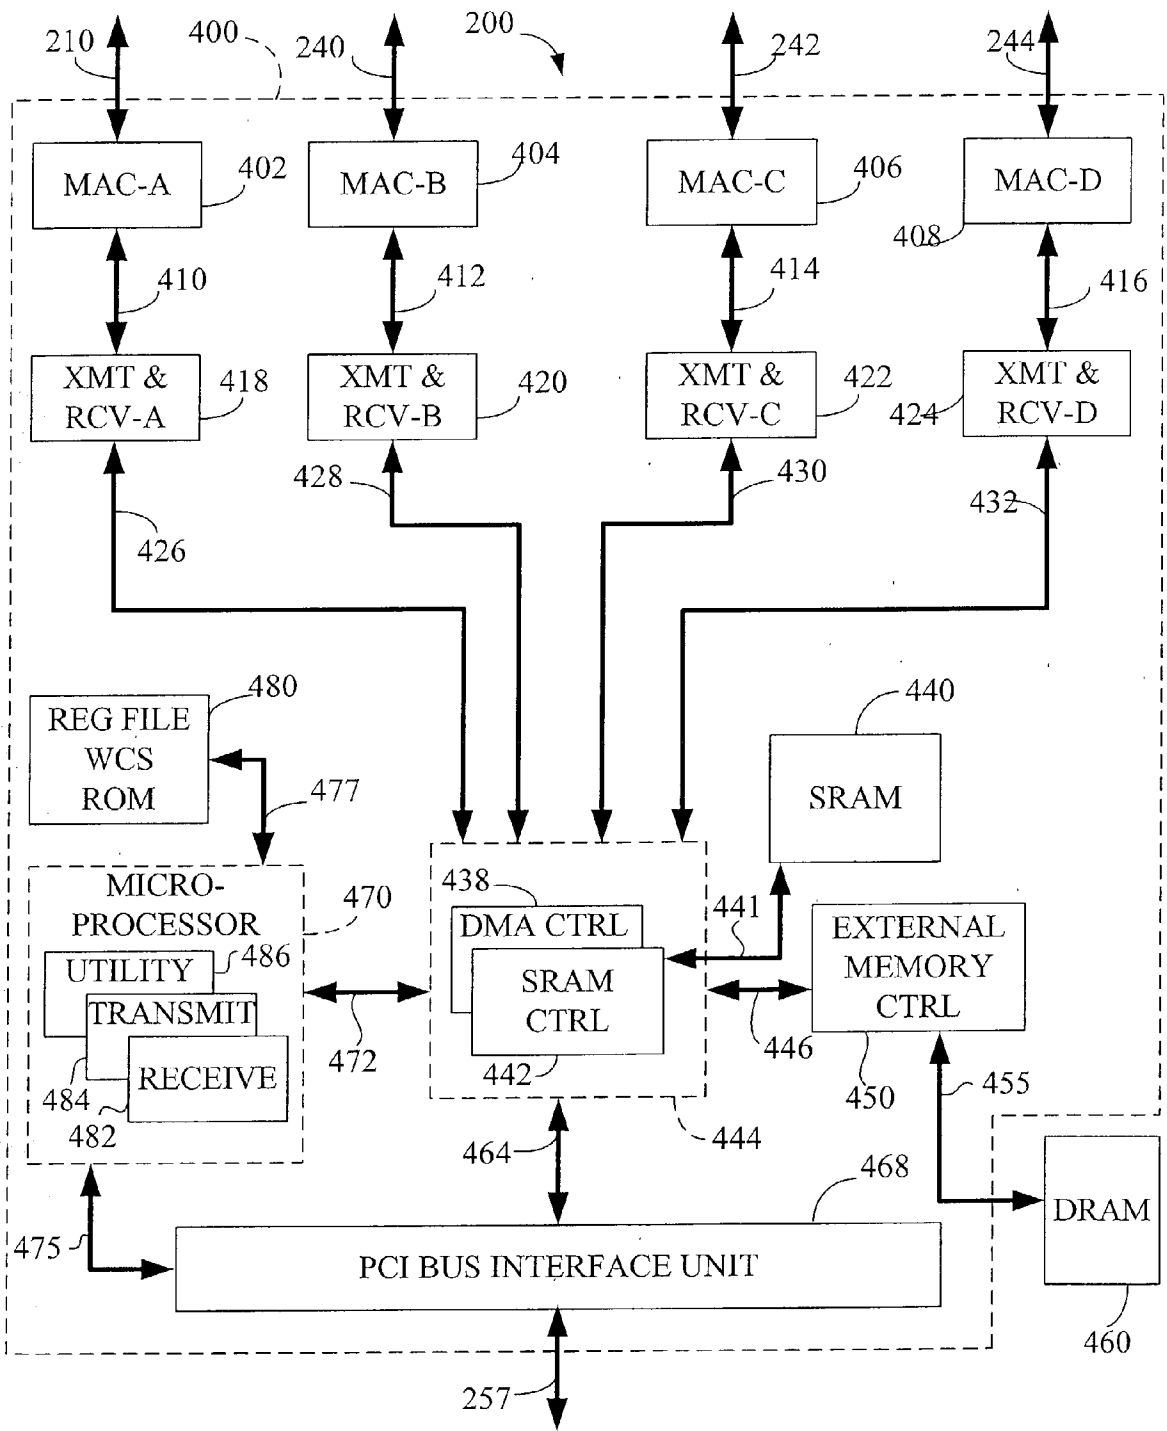 210
400
240
200
242
244
MAC-A
402
MAC-B
404
MAC-C
406
MAC-D
408
410
412
414
416
XMT &
RCV-A
418
XMT &
RCV-B
420
XMT &
RCV-C
422
XMT &
RCV-D
424
426
428
430
432
REG FILE
WCS
ROM
480
477
440
SRAM
MICRO-
PROCESSOR
470
UTILITY
486
TRANSMIT
484
RECEIVE
482
472
438
DMA CTRL
SRAM
CTRL
442
441
446
444
EXTERNAL
MEMORY
CTRL
450
455
464
468
475
PCI BUS INTERFACE UNIT
DRAM
460
257